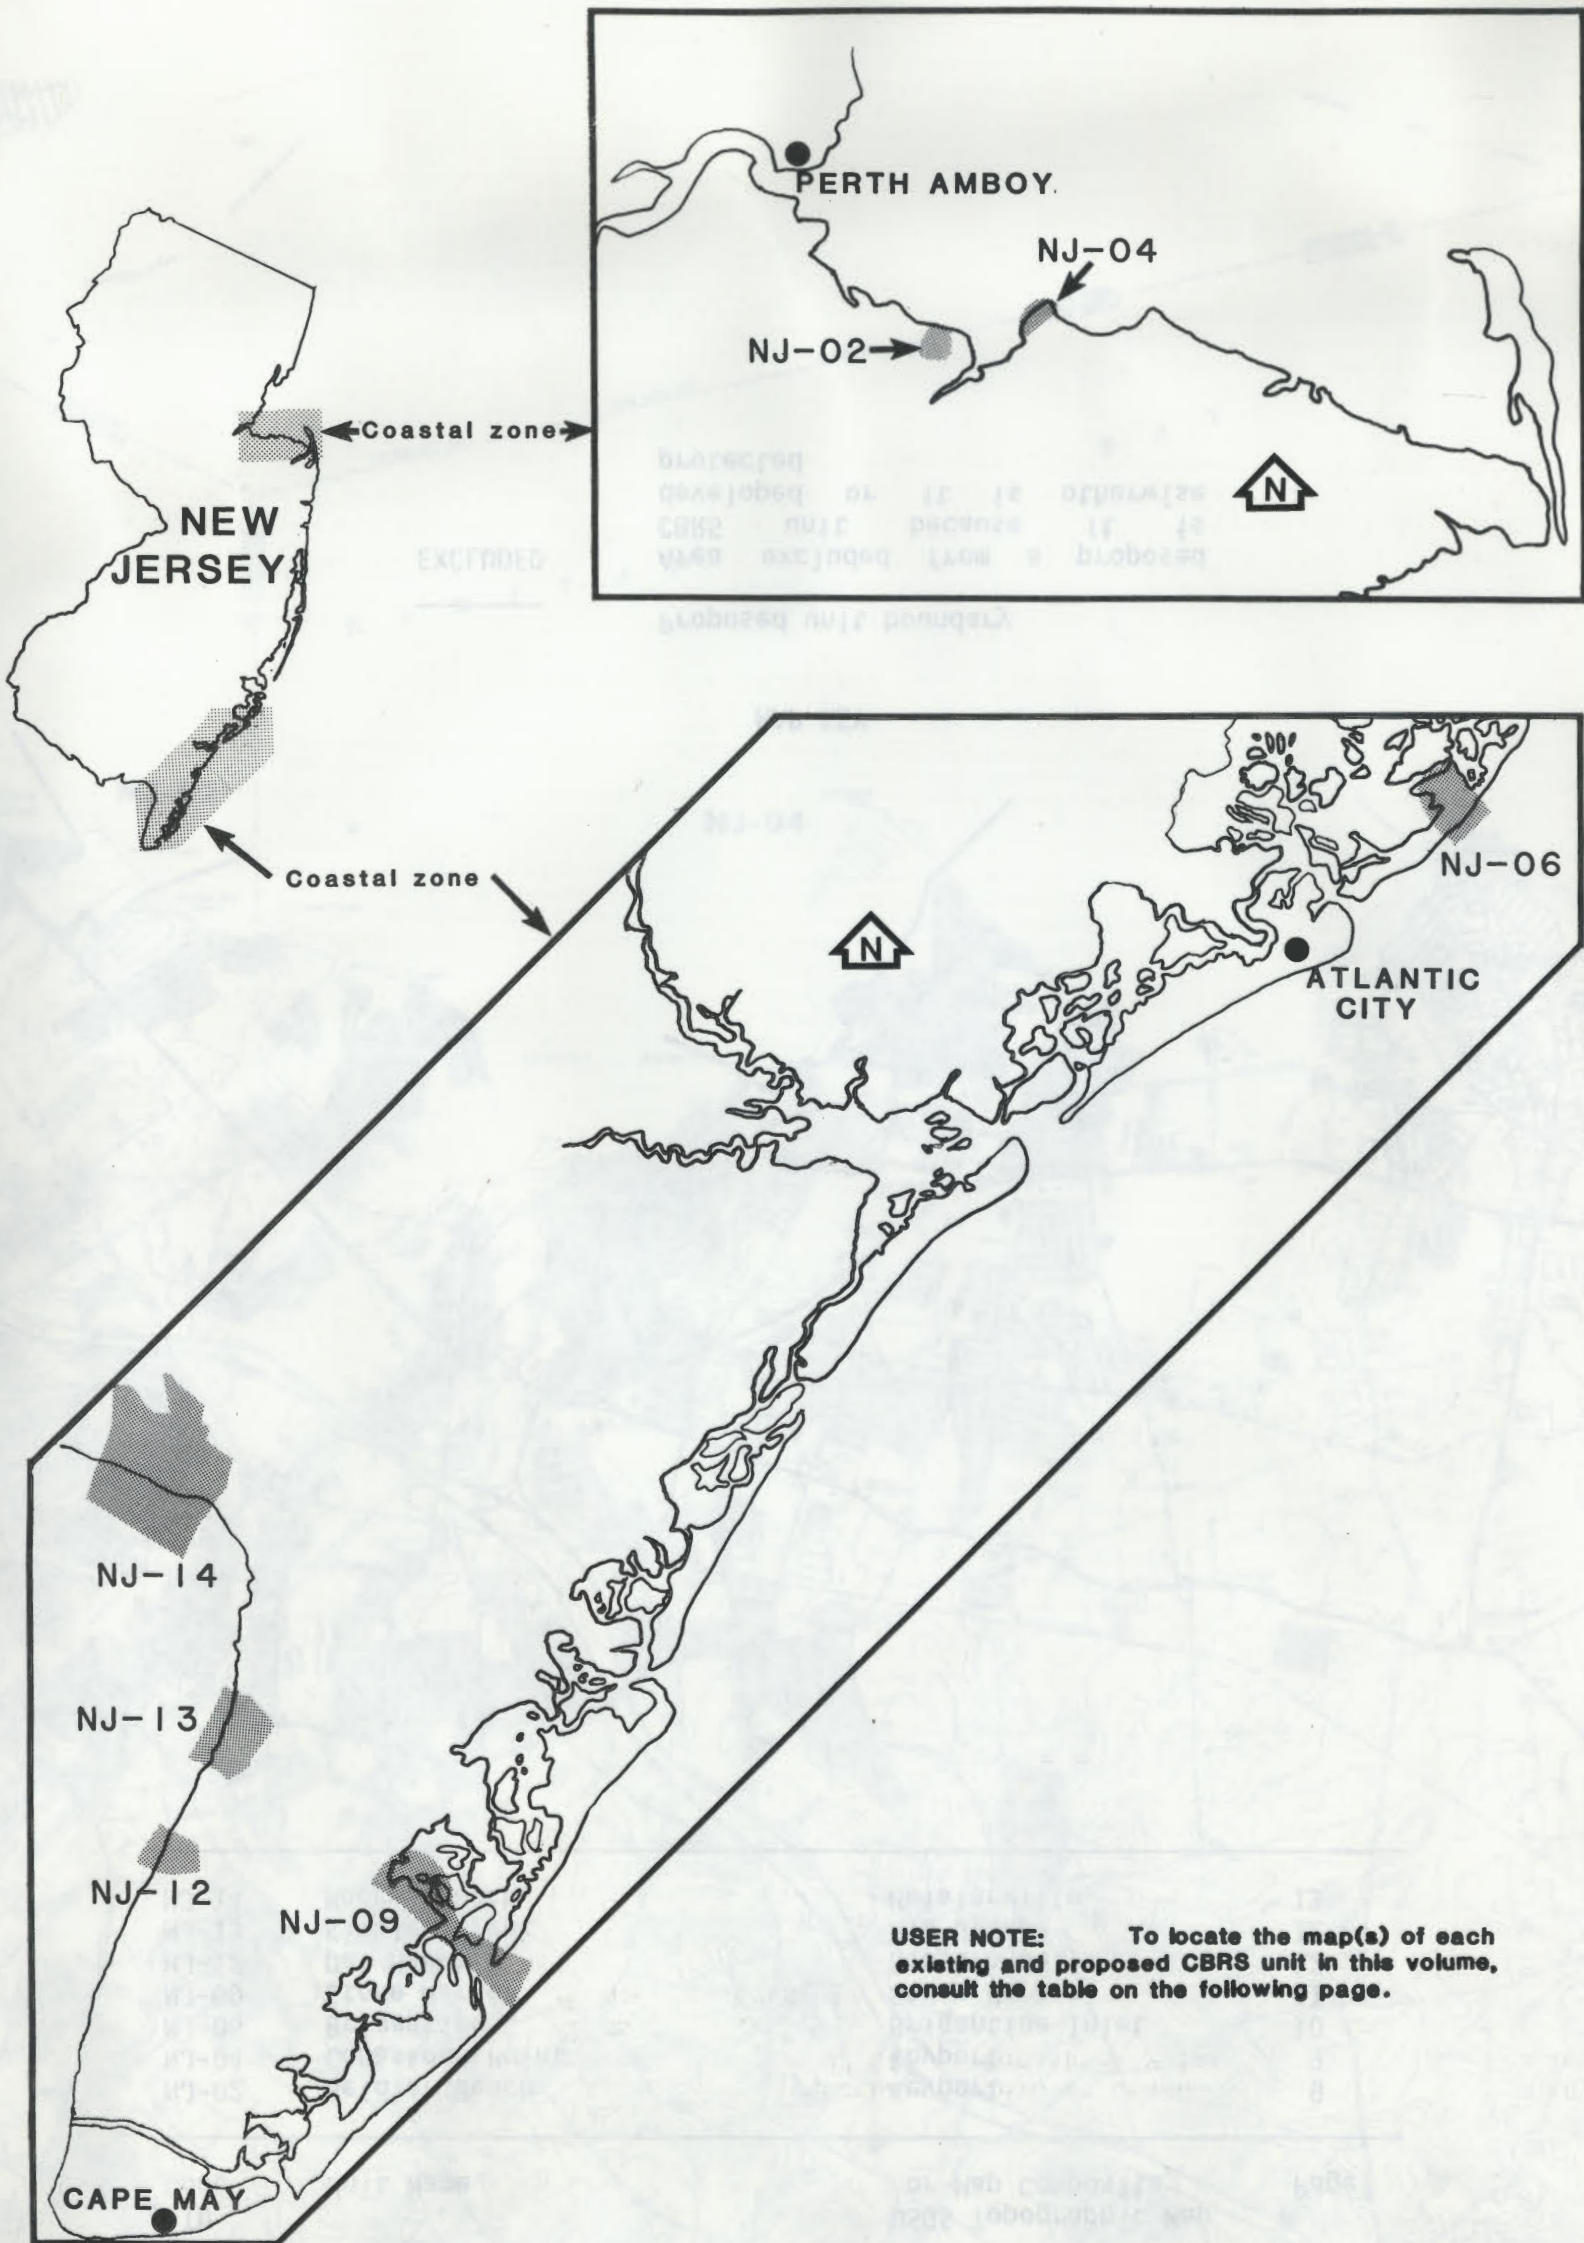 PERTH AMBOY
NJ-04
NJ-02
Coastal zone
N
NEW
JERSEY
Coastal zone
NJ-06
N
ATLANTIC
CITY
NJ-14
NJ-13
NJ-12
NJ-09
USER NOTE: To locate the map(s) of each
existing and proposed CBRS unit in this volume,
consult the table on the following page.
CAPE MAY